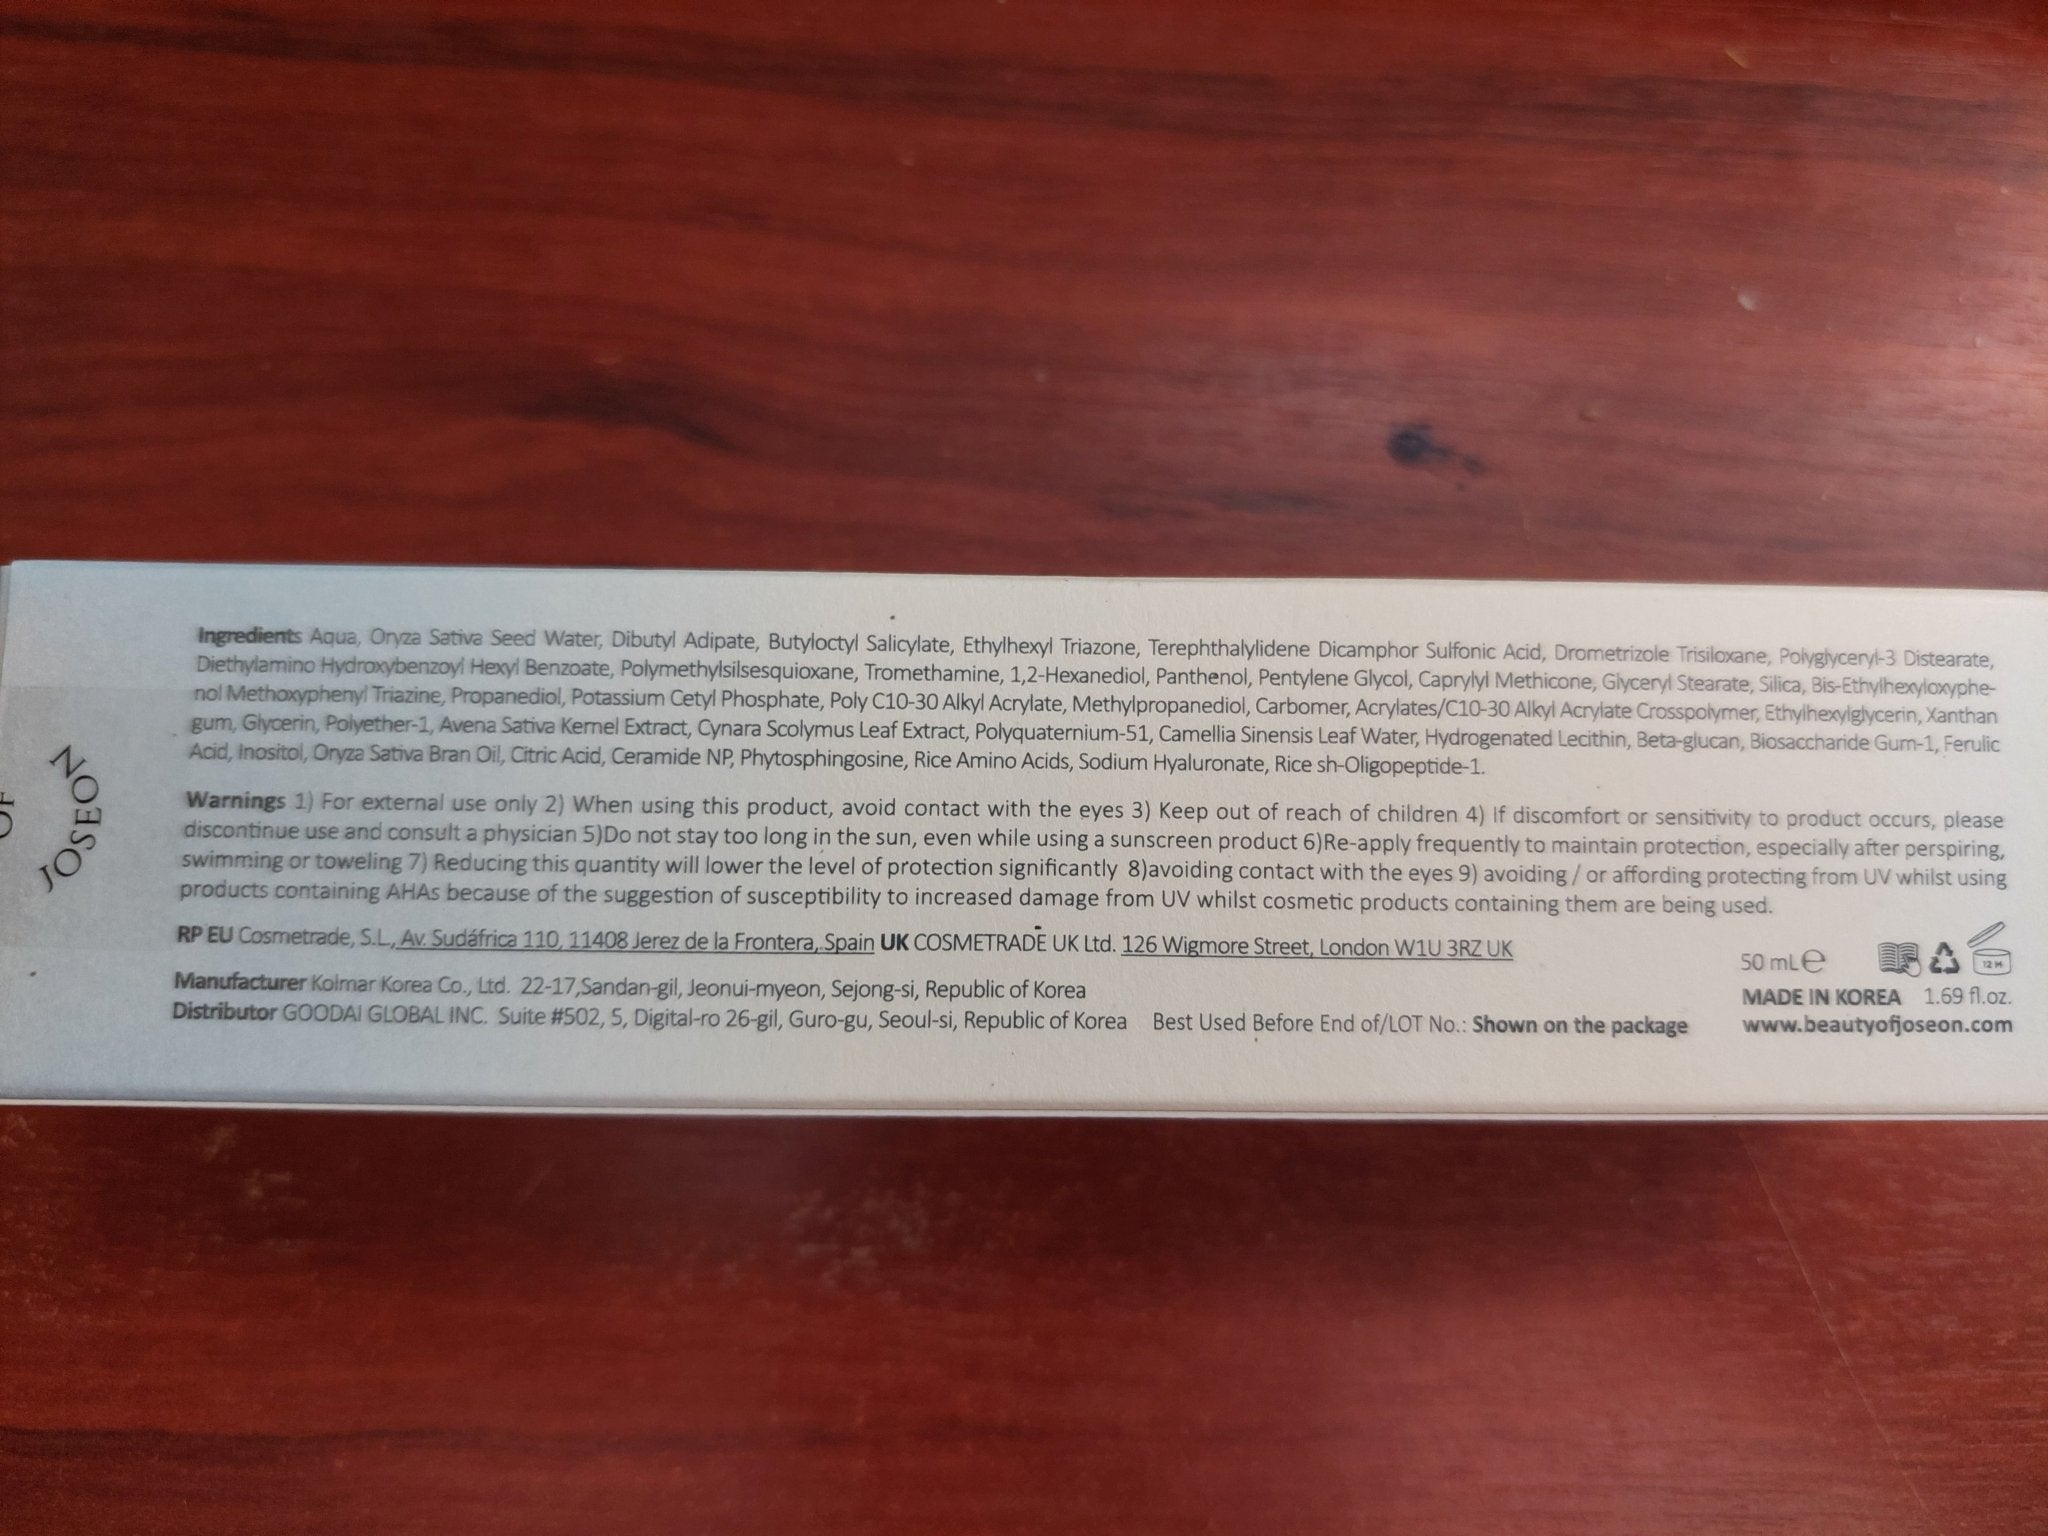 OF
JOSEON
Ingredients Aqua, Oryza Sativa Seed Water, Dibutyl Adipate, Butyloctyl Salicylate, Ethylhexyl Triazone, Terephthalylidene Dicamphor Sulfonic Acid, Drometrizole Trisiloxane, Polyglyceryl-3 Distearate,
Diethylamino Hydroxybenzoyl Hexyl Benzoate, Polymethylsilsesquioxane, Tromethamine, 1,2-Hexanediol, Panthenol, Pentylene Glycol, Caprylyl Methicone, Glyceryl Stearate, Silica, Bis-Ethylhexyloxyphe-
nol Methoxyphenyl Triazine, Propanediol, Potassium Cetyl Phosphate, Poly C10-30 Alkyl Acrylate, Methylpropanediol, Carbomer, Acrylates/C10-30 Alkyl Acrylate Crosspolymer, Ethylhexylglycerin, Xanthan
gum, Glycerin, Polyether-1, Avena Sativa Kernel Extract, Cynara Scolymus Leaf Extract, Polyquaternium-51, Camellia Sinensis Leaf Water, Hydrogenated Lecithin, Beta-glucan, Biosaccharide Gum-1, Ferulic
Acid, Inositol, Oryza Sativa Bran Oil, Citric Acid, Ceramide NP, Phytosphingosine, Rice Amino Acids, Sodium Hyaluronate, Rice sh-Oligopeptide-1.
Warnings 1) For external use only 2) When using this product, avoid contact with the eyes 3) Keep out of reach of children 4) If discomfort or sensitivity to product occurs, please
discontinue use and consult a physician 5)Do not stay too long in the sun, even while using a sunscreen product 6)Re-apply frequently to maintain protection, especially after perspiring,
swimming or toweling 7) Reducing this quantity will lower the level of protection significantly 8)avoiding contact with the eyes 9) avoiding / or affording protecting from UV whilst using
products containing AHAs because of the suggestion of susceptibility to increased damage from UV whilst cosmetic products containing them are being used.
RP EU Cosmetrade, S.L., Av. Sudáfrica 110, 11408 Jerez de la Frontera, Spain UK COSMETRADE UK Ltd. 126 Wigmore Street, London W1U 3RZ UK
50 mL e 12 M
Manufacturer Kolmar Korea Co., Ltd. 22-17,Sandan-gil, Jeonui-myeon, Sejong-si, Republic of Korea
MADE IN KOREA 1.69 fl.oz.
Distributor GOODAI GLOBAL INC. Suite #502, 5, Digital-ro 26-gil, Guro-gu, Seoul-si, Republic of Korea Best Used Before End of/LOT No.: Shown on the package
www.beautyofjoseon.com